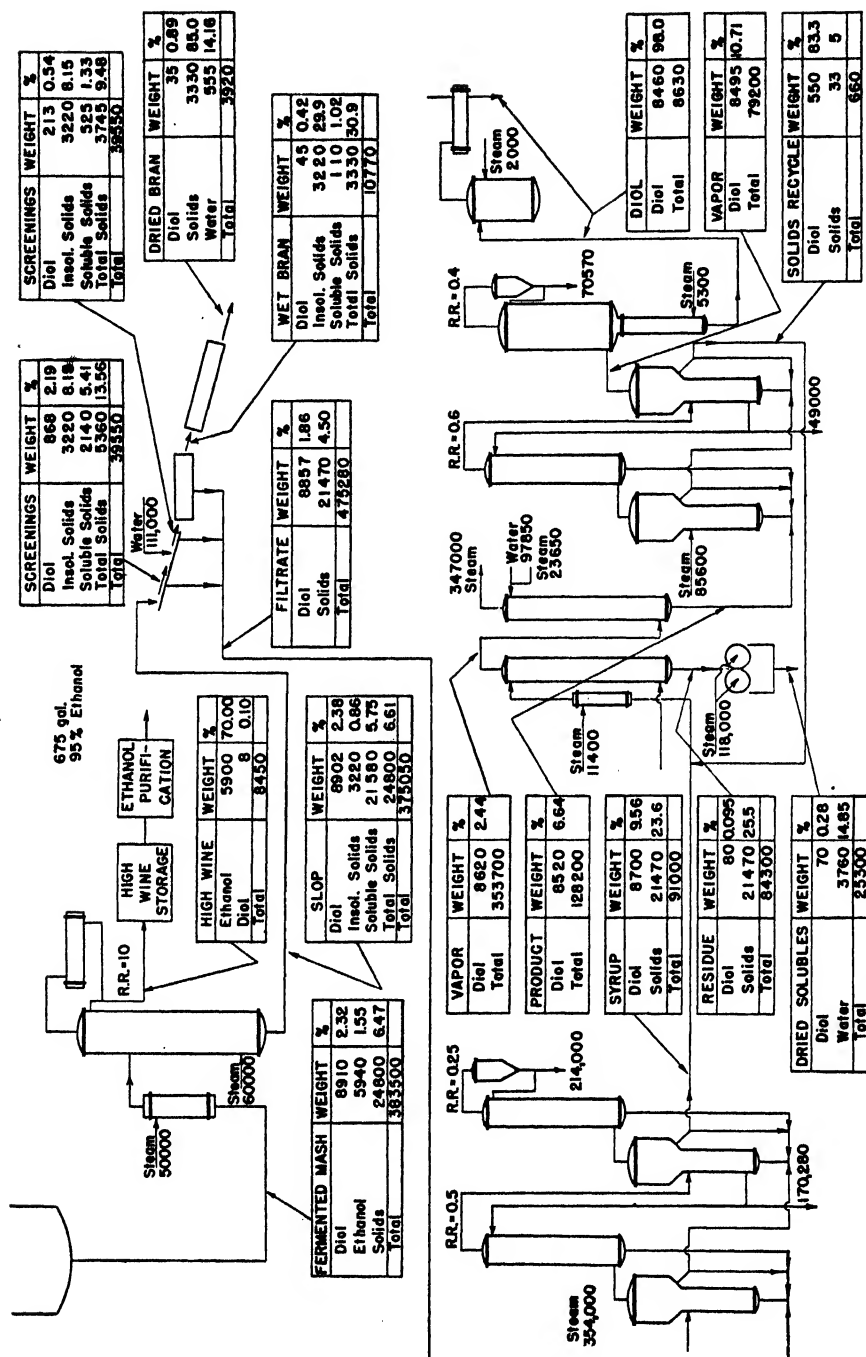 SCREENINGS WEIGHT %
Diol 868 2.19
Insol. Solids 3220 8.18
Soluble Solids 2140 5.41
Total Solids 5360 13.56
Total 39550
SCREENINGS WEIGHT %
Diol 213 0.54
Insol. Solids 3220 8.15
Soluble Solids 525 1.33
Total Solids 3745 9.48
Total 39550
DRIED BRAN WEIGHT %
Diol 35 0.89
Solids 3330 85.0
Water 555 14.16
Total 3920
WET BRAN WEIGHT %
Diol 45 0.42
Insol. Solids 3220 29.9
Soluble Solids 110 1.02
Total Solids 3330 30.9
Total 10770
Water
111,000
FILTRATE WEIGHT %
Diol 8857 1.86
Solids 21470 4.50
Total 475280
675 gal.
95% Ethanol
ETHANOL
PURIFI-
CATION
HIGH
WINE
STORAGE
R.R.=10
HIGH WINE WEIGHT %
Ethanol 5900 70.00
Diol 8 0.10
Total 8450
SLOP WEIGHT %
Diol 8902 2.38
Insol. Solids 3220 0.86
Soluble Solids 21580 5.75
Total Solids 24800 6.61
Total 375050
Steam
50000
Steam
60000
FERMENTED MASH WEIGHT %
Diol 8910 2.32
Ethanol 5940 1.55
Solids 24800 6.47
Total 383500
Steam
354,000
R.R.=0.5
R.R.=0.25
214,000
170,280
VAPOR WEIGHT %
Diol 8620 2.44
Total 353700
PRODUCT WEIGHT %
Diol 8520 6.64
Total 128200
SYRUP WEIGHT %
Diol 8700 9.56
Solids 21470 23.6
Total 91000
RESIDUE WEIGHT %
Diol 80 0.095
Solids 21470 25.5
Total 84300
DRIED SOLUBLES WEIGHT %
Diol 70 0.28
Water 3760 14.85
Total 25300
Steam
11400
Steam
118,000
347000
Steam
Water
97850
Steam
23650
Steam
85600
R.R.=0.6
R.R.=0.4
49000
70570
Steam
5300
Steam
2,000
DIOL WEIGHT %
Diol 8460 98.0
Total 8630
VAPOR WEIGHT %
Diol 8495 10.71
Total 79200
SOLIDS RECYCLE WEIGHT %
Diol 550 83.3
Solids 33 5
Total 660